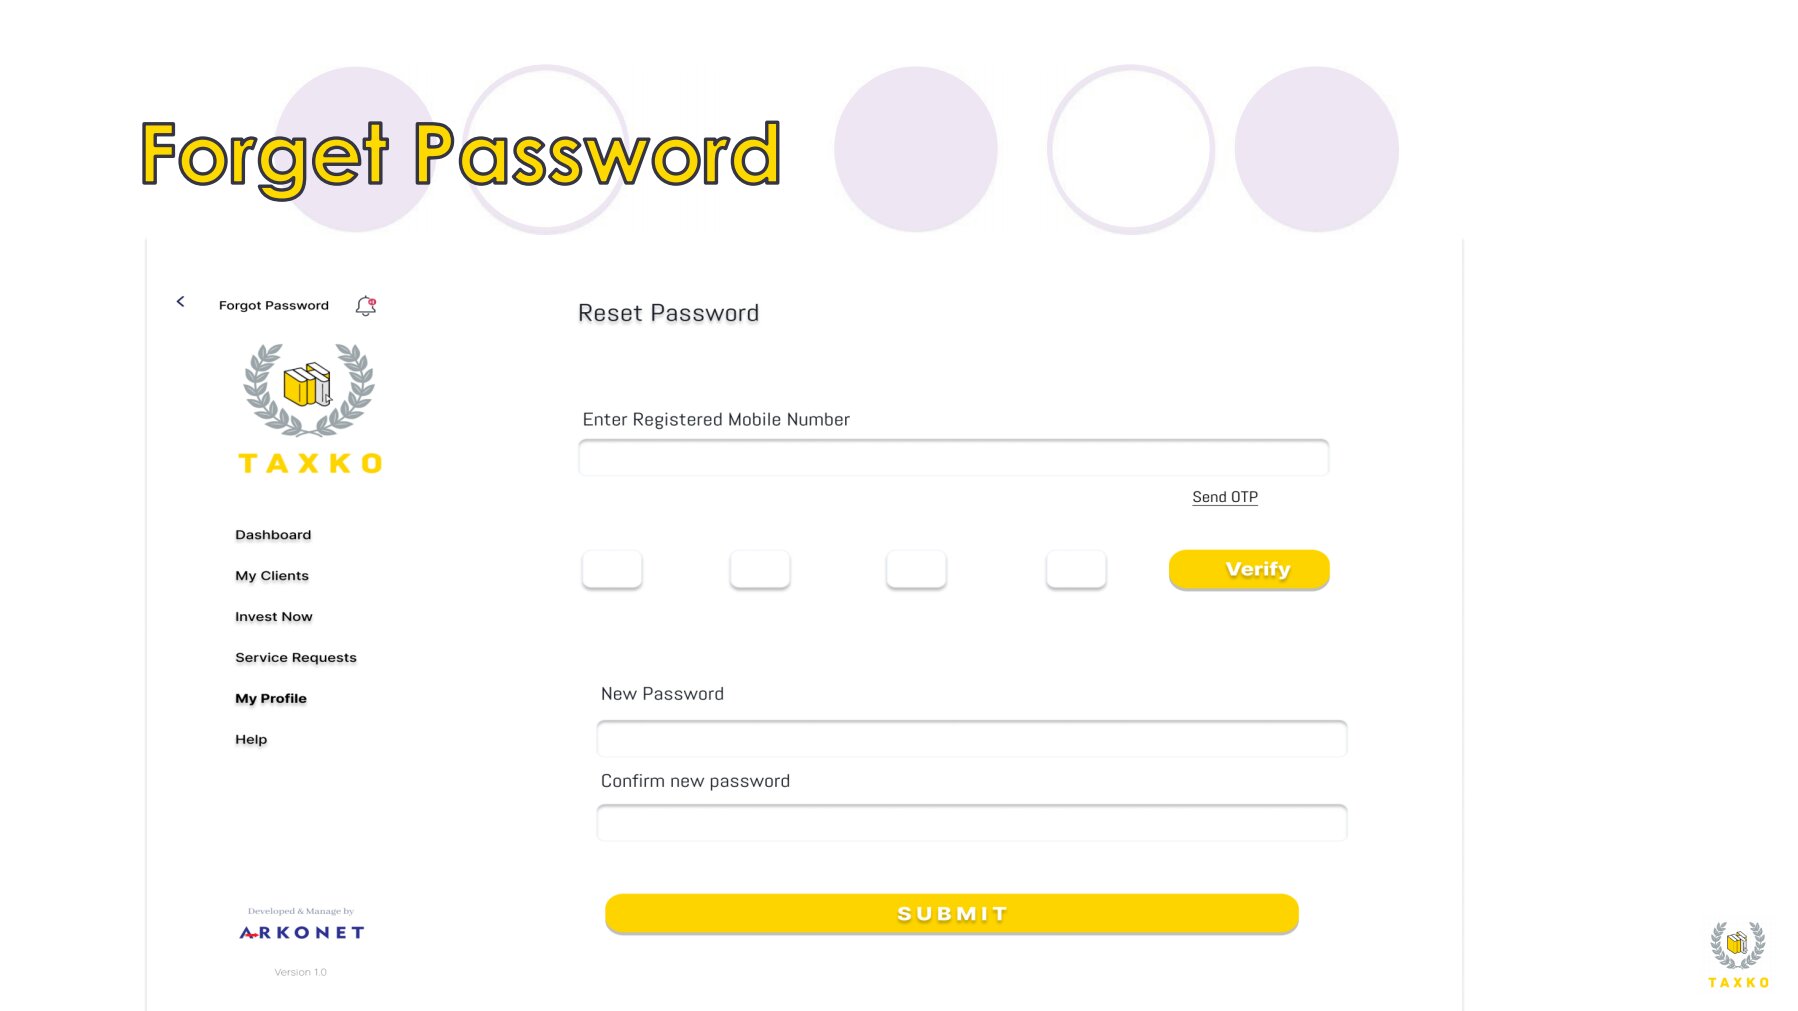 Forget Password
Forgot Password
TAXKO
Dashboard
My Clients
Invest Now
Service Requests
My Profile
Help
Developed & Manage by
ARKONET
Version 1.0
Reset Password
Enter Registered Mobile Number
Send OTP
Verify
New Password
Confirm new password
SUBMIT
TAXKO